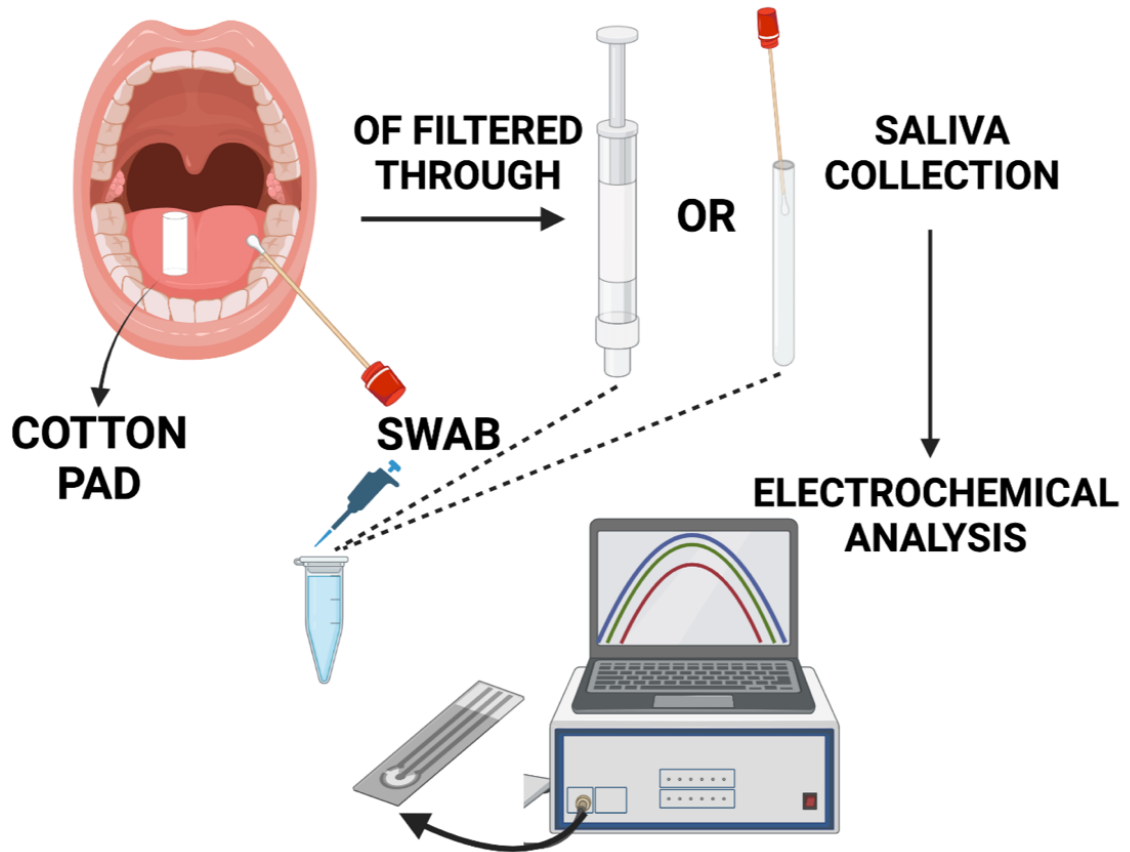 OF FILTERED
THROUGH
OR
SALIVA
COLLECTION
COTTON
PAD
SWAB
ELECTROCHEMICAL
ANALYSIS